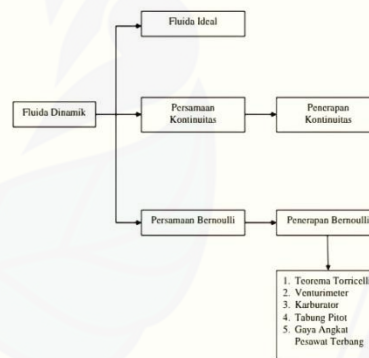 Fluida Ideal
Fluida Dinamik
Persamaan
Kontinuitas
Penerapan
Kontinuitas
Persamaan Bernoulli
Penerapan Bernoulli
1. Teorema Torricelli
2. Venturimeter
3. Karburator
4. Tabung Pitot
5. Gaya Angkat
Pesawat Terbang